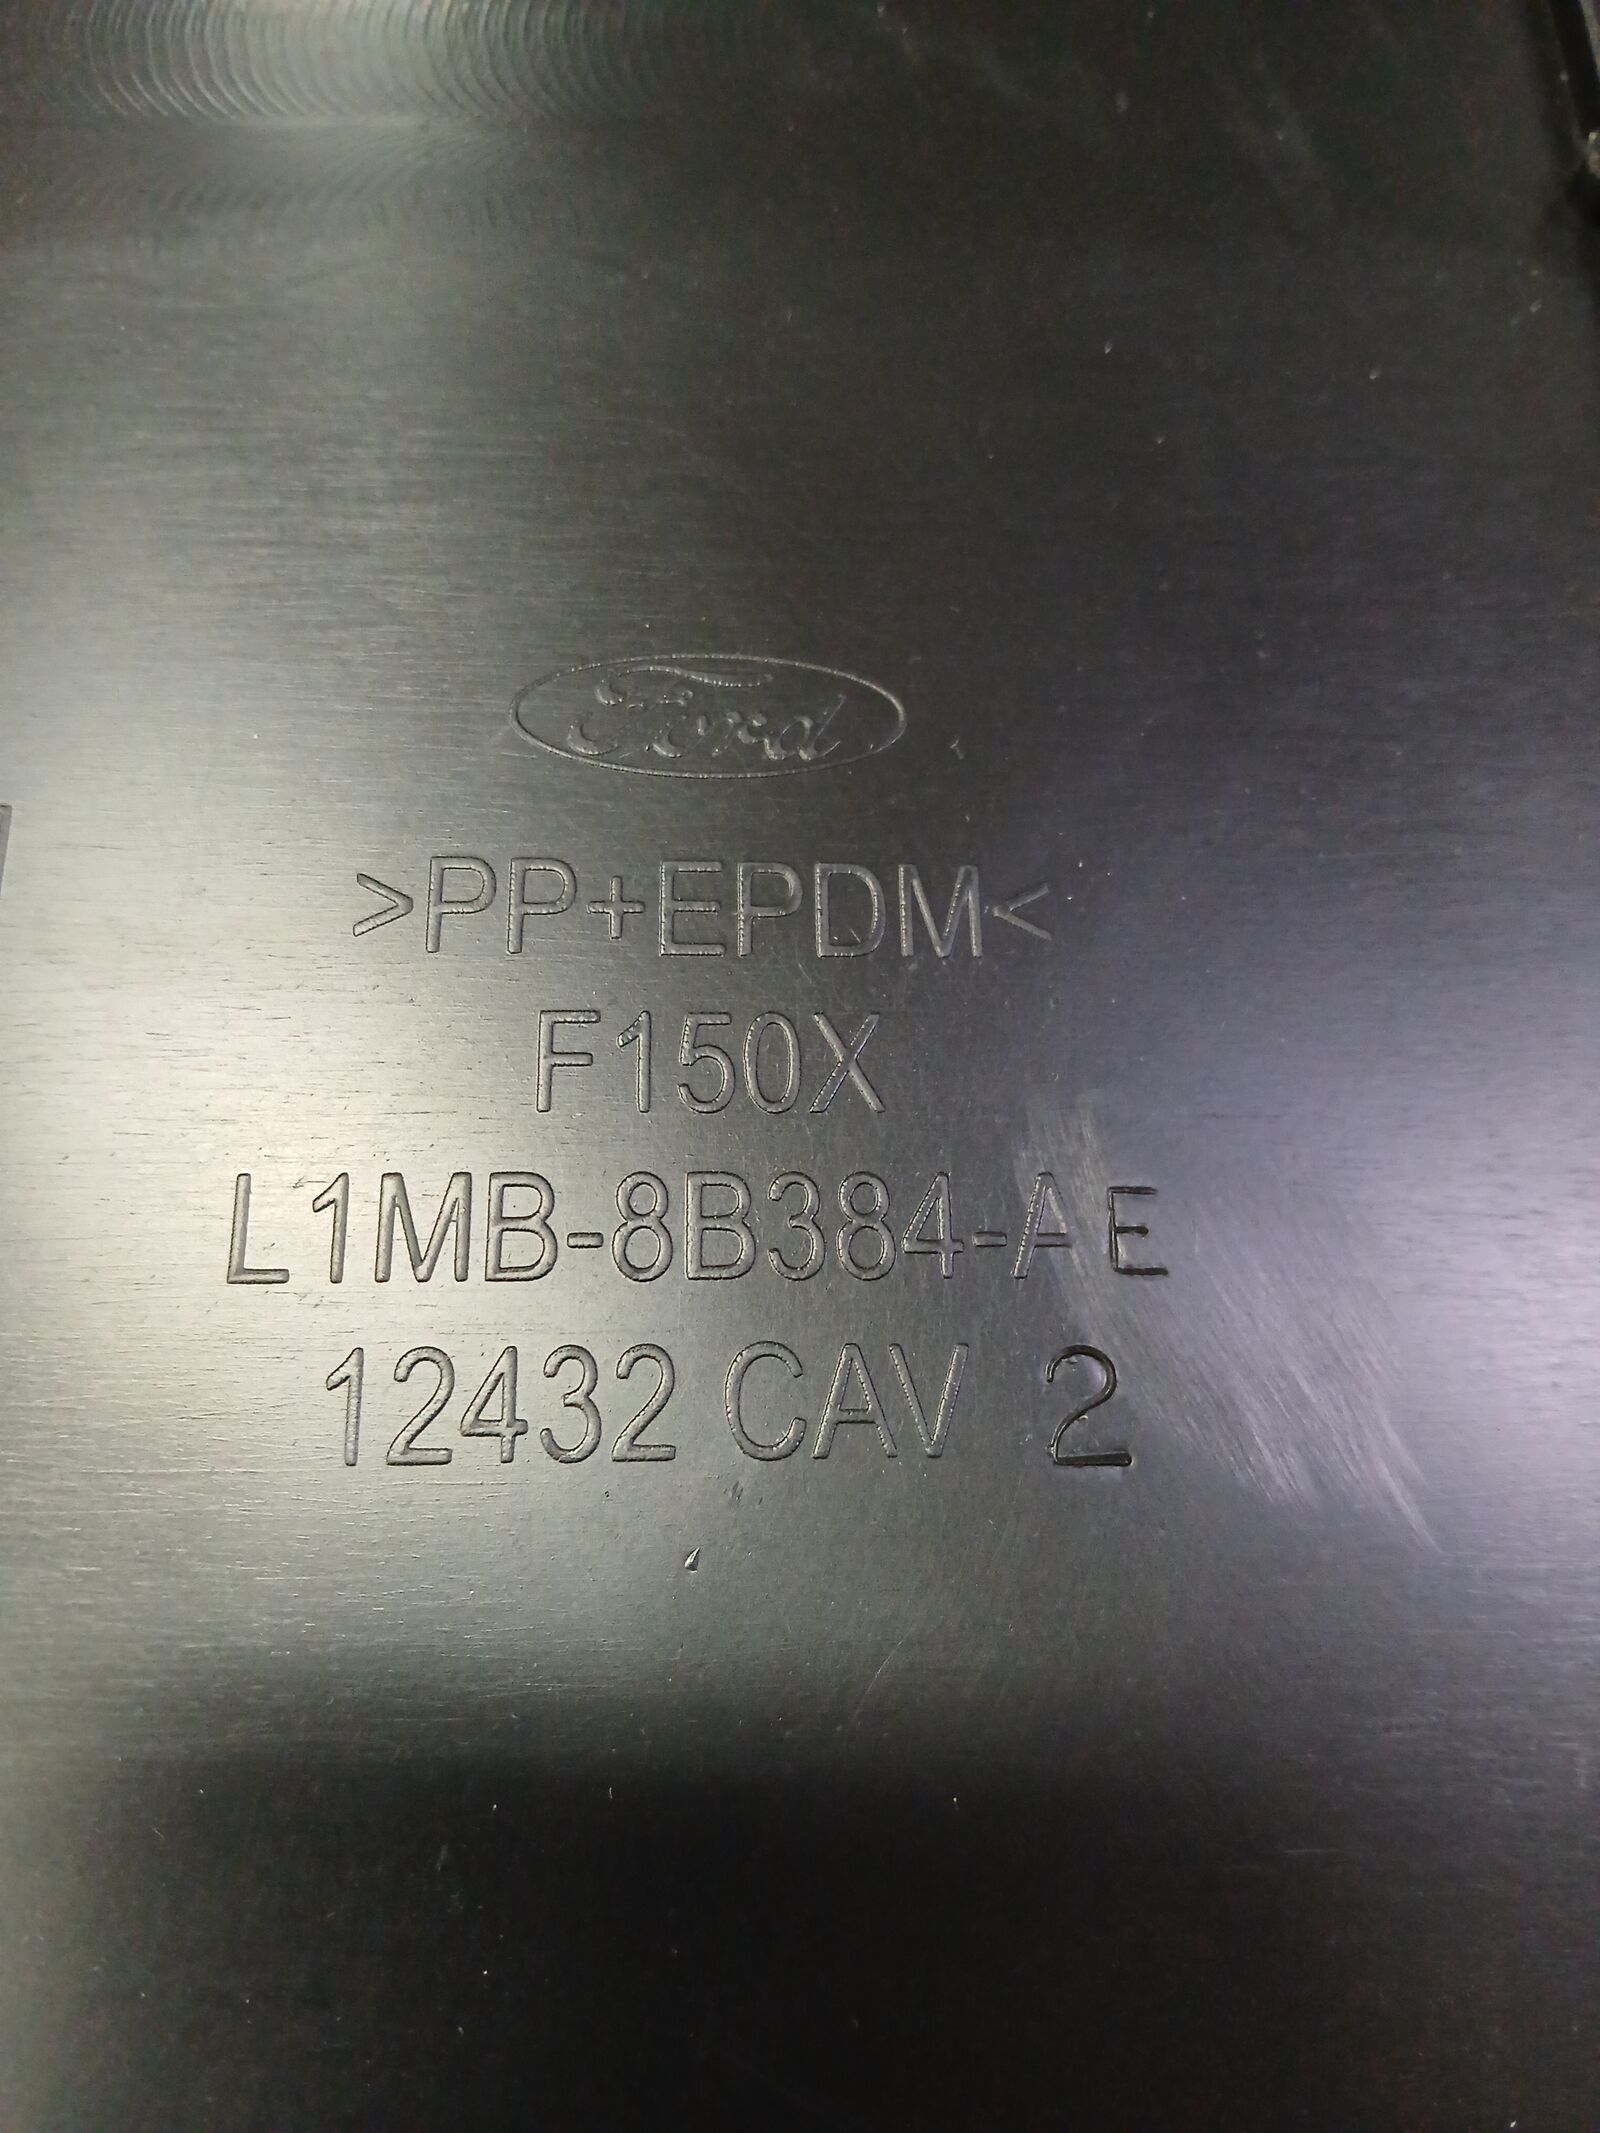 Ford
>PP+EPDM<
F150X
L1MB-8B384-AE
12432 CAV 2